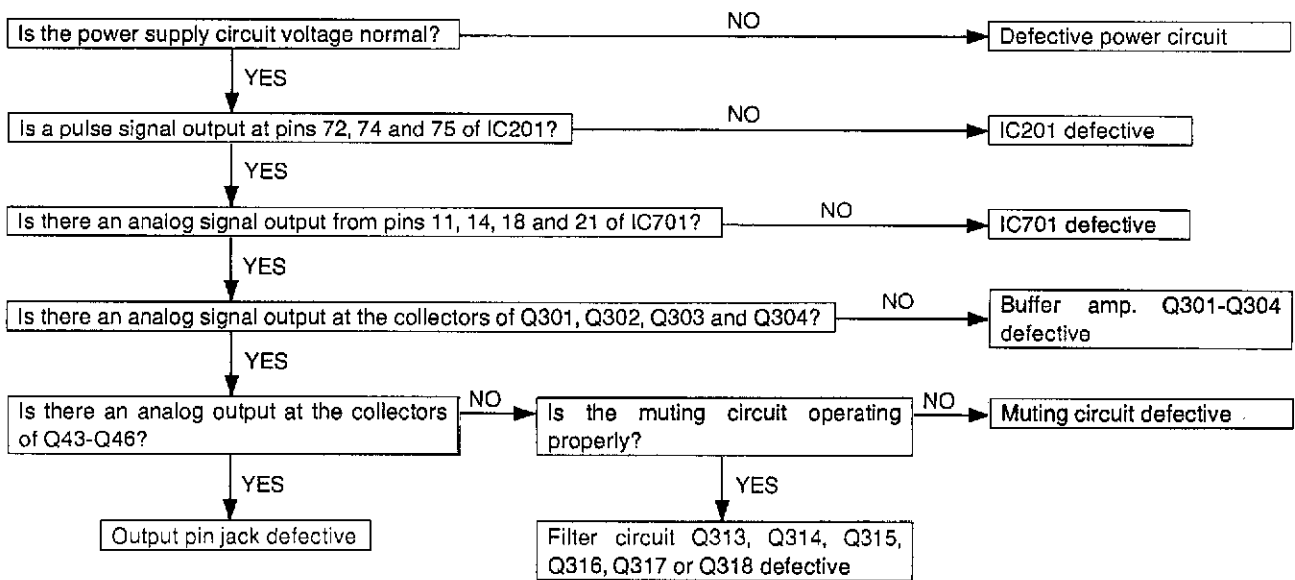 Is the power supply circuit voltage normal?
NO
Defective power circuit
YES
Is a pulse signal output at pins 72, 74 and 75 of IC201?
NO
IC201 defective
YES
Is there an analog signal output from pins 11, 14, 18 and 21 of IC701?
NO
IC701 defective
YES
Is there an analog signal output at the collectors of Q301, Q302, Q303 and Q304?
NO
Buffer amp. Q301-Q304
defective
YES
Is there an analog output at the collectors
of Q43-Q46?
NO
Is the muting circuit operating
properly?
NO
Muting circuit defective
YES
YES
Output pin jack defective
Filter circuit Q313, Q314, Q315,
Q316, Q317 or Q318 defective